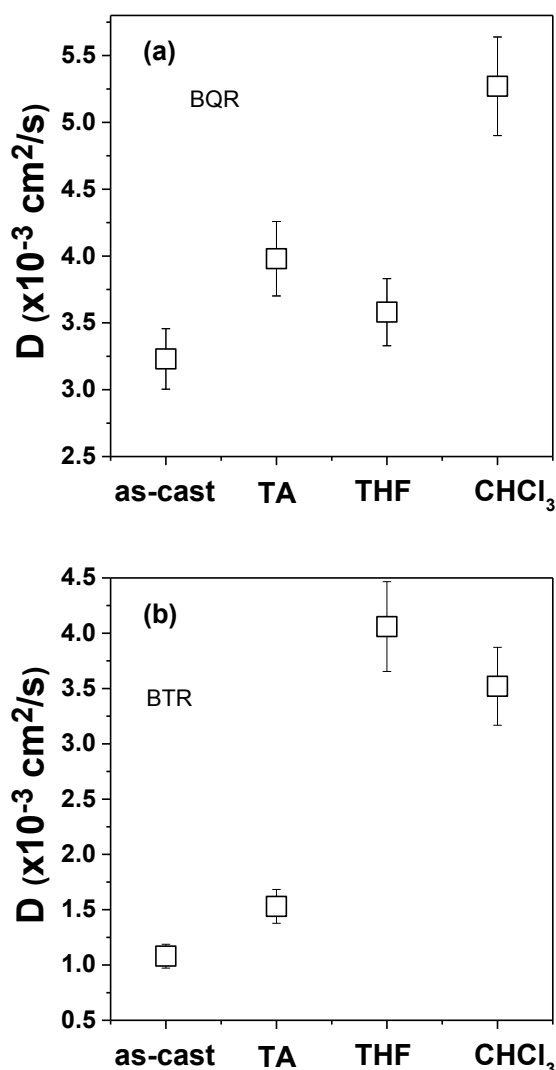 (a)
BQR
D (x10⁻³ cm²/s)
5.5
5.0
4.5
4.0
3.5
3.0
2.5
as-cast TA THF CHCl₃
(b)
BTR
D (x10⁻³ cm²/s)
4.5
4.0
3.5
3.0
2.5
2.0
1.5
1.0
0.5
as-cast TA THF CHCl₃